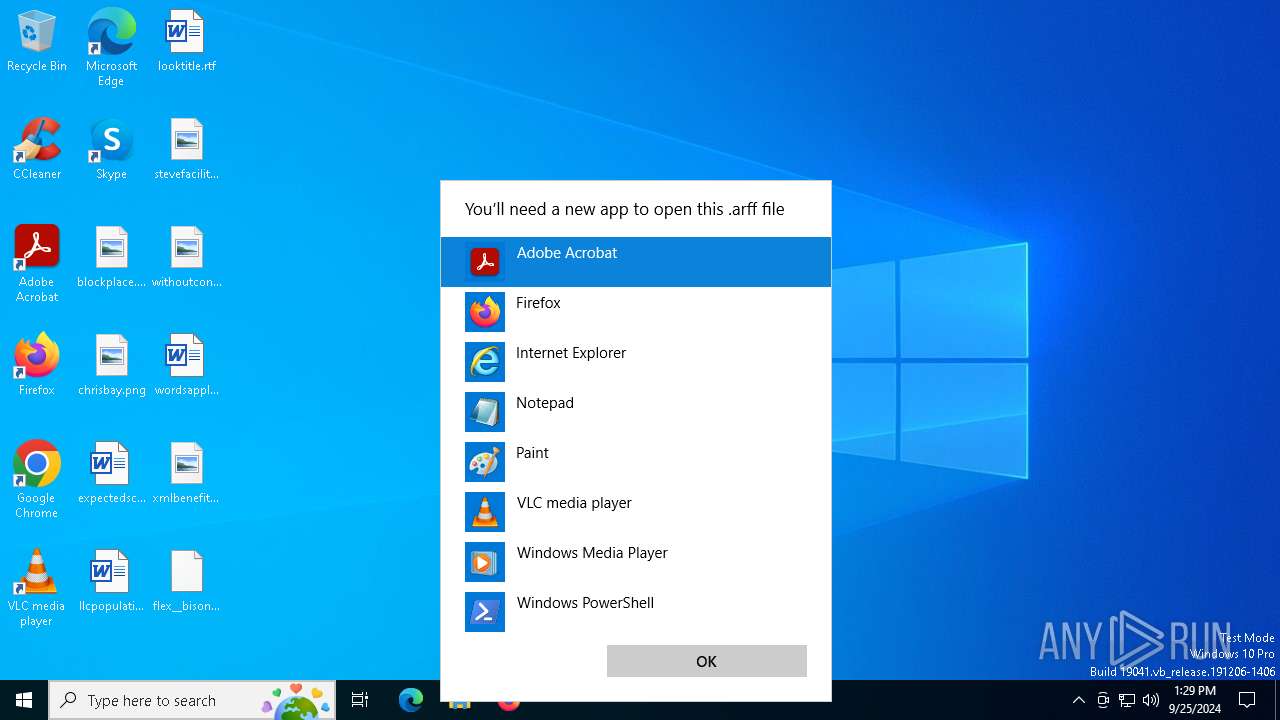 Recycle Bin
Microsoft Edge
looktitle.rtf
CCleaner
Skype
stevefacilit...
Adobe Acrobat
blockplace....
withoutcon...
Firefox
chrisbay.png
wordsappl...
Google Chrome
expectedsc...
xmlbenefit...
VLC media player
llcpopulati...
flex__bison...
You'll need a new app to open this .arff file
Adobe Acrobat
Firefox
Internet Explorer
Notepad
Paint
VLC media player
Windows Media Player
Windows PowerShell
OK
ANY RUN
Test Mode
Windows 10 Pro
Build 19041.vb_release.191206-1406
Type here to search
1:29 PM
9/25/2024